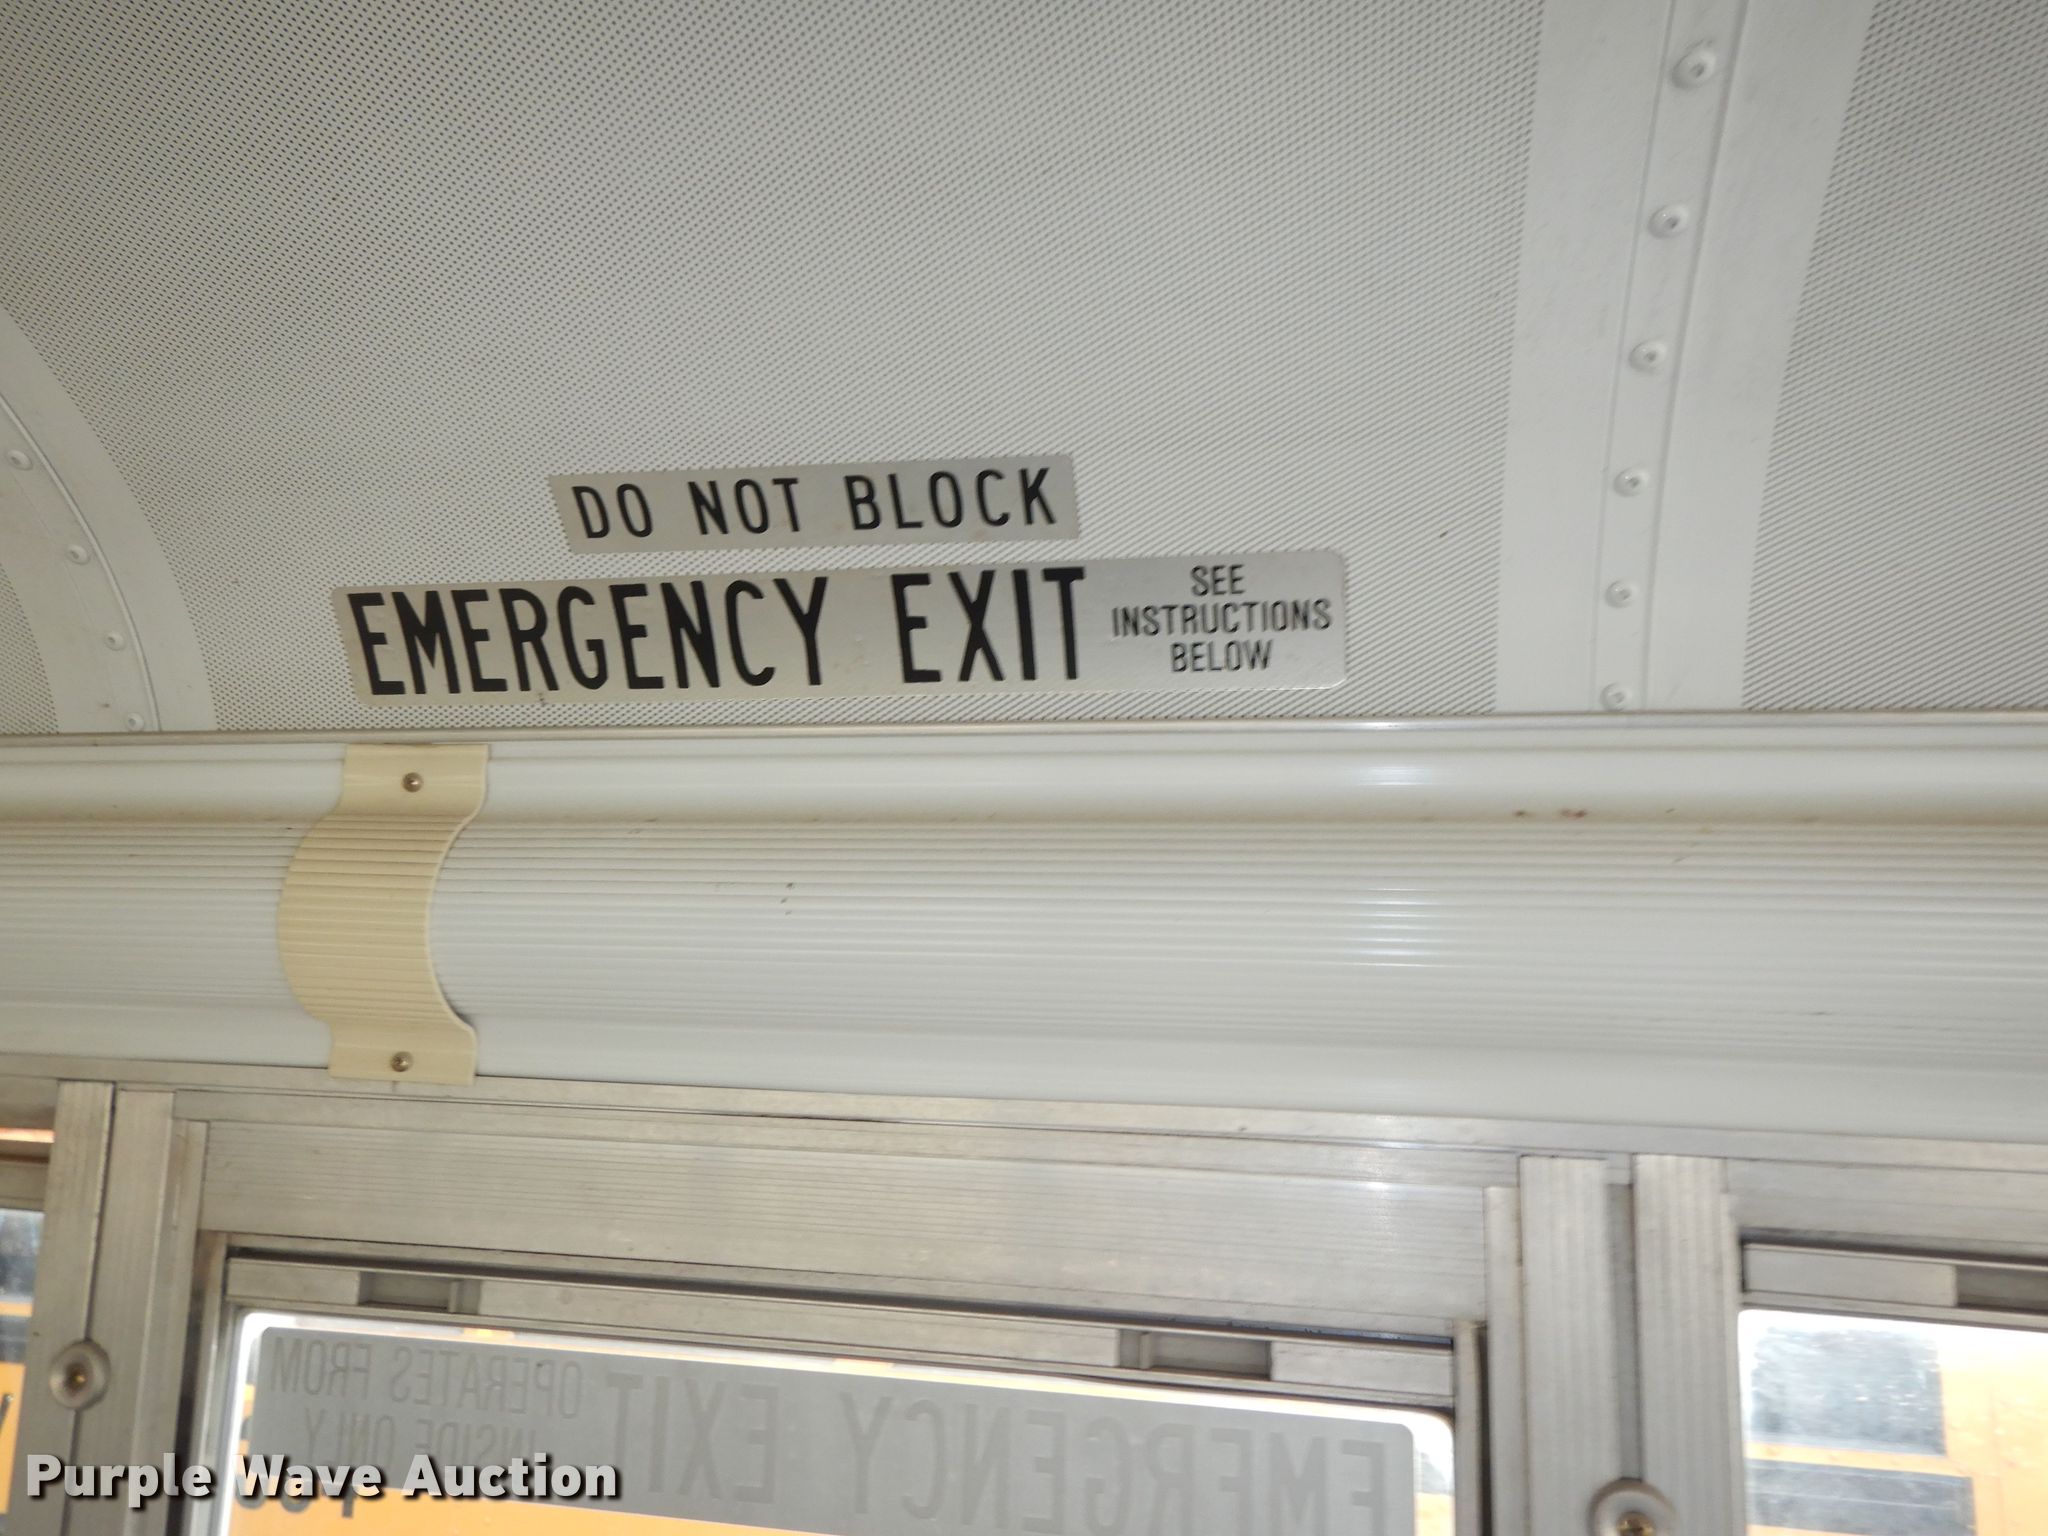 DO NOT BLOCK
EMERGENCY EXIT
SEE
INSTRUCTIONS
BELOW
EMERGENCY EXIT
OPERATES FROM
INSIDE ONLY
Purple Wave Auction